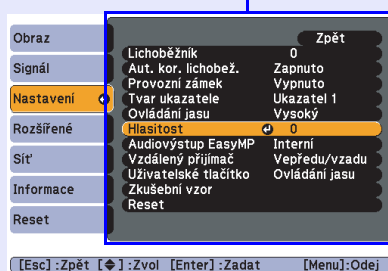 Obraz
Signál
Nastavení
Rozšířené
Síť
Informace
Reset
Zpět
Lichoběžník 0
Aut. kor. lichobež. Zapnuto
Provozní zámek Vypnuto
Tvar ukazatele Ukazatel 1
Ovládání jasu Vysoký
Hlasitost 0
Audiovýstup EasyMP Interní
Vzdálený přijímač Vepředu/vzadu
Uživatelské tlačítko Ovládání jasu
Zkušební vzor
Reset
[Esc] :Zpět [◆] :Zvol [Enter] :Zadat [Menu]:Odej